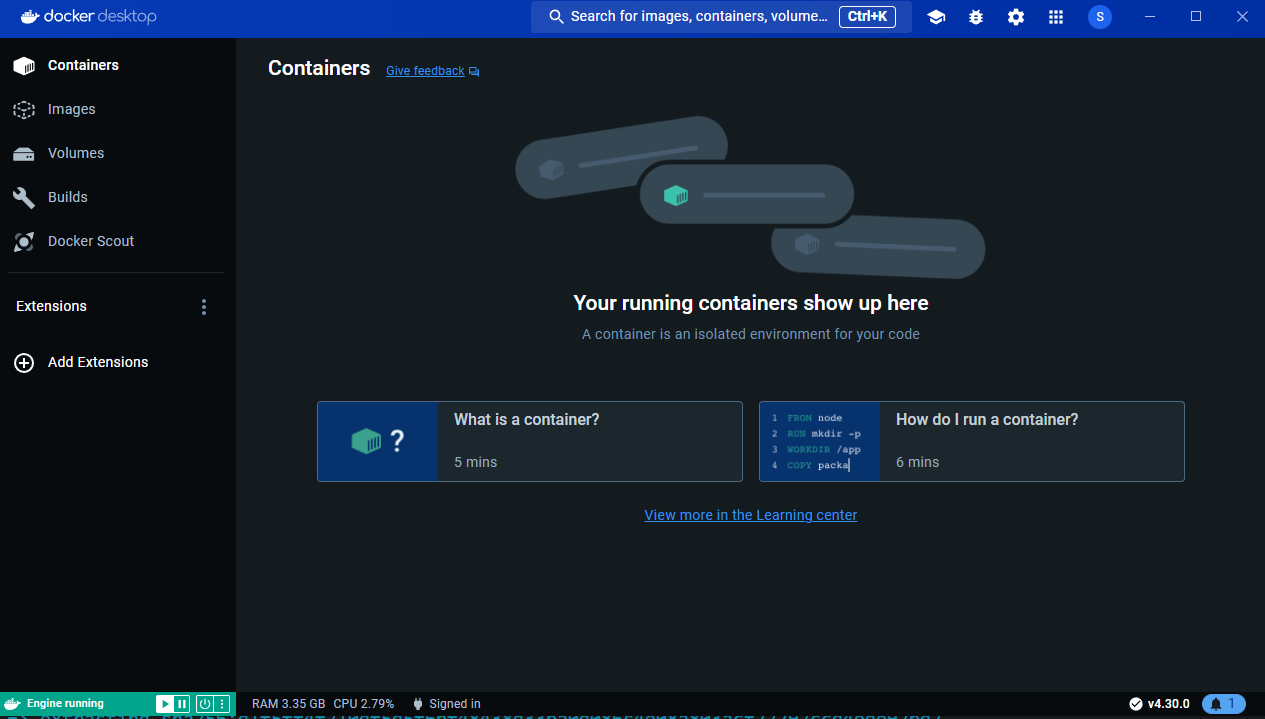 docker desktop
Search for images, containers, volume...
Ctrl+K
S
Containers
Images
Volumes
Builds
Docker Scout
Extensions
Add Extensions
Containers
Give feedback
Your running containers show up here
A container is an isolated environment for your code
?
What is a container?
5 mins
1 FROM node
2 RUN mkdir -p
3 WORKDIR /app
4 COPY packa
How do I run a container?
6 mins
View more in the Learning center
Engine running
RAM 3.35 GB CPU 2.79%
Signed in
v4.30.0
1